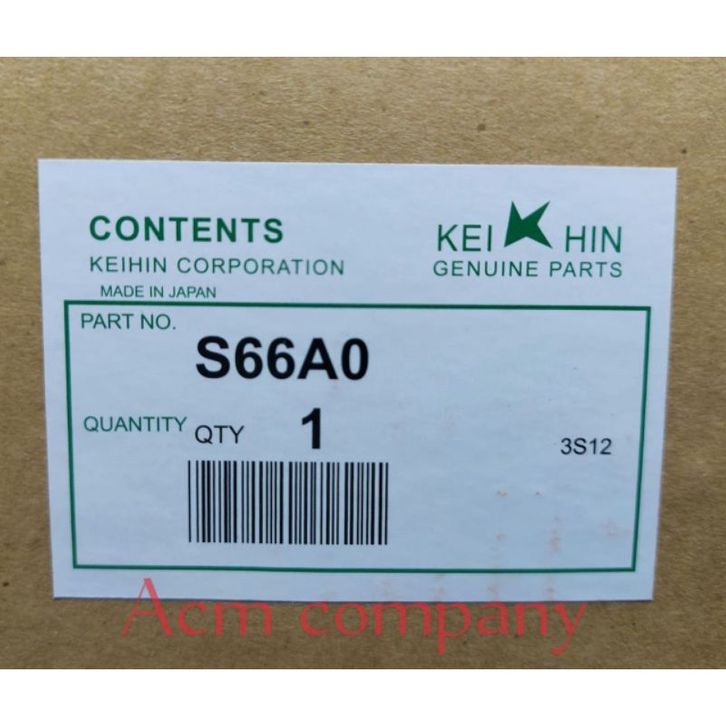 CONTENTS
KEIHIN CORPORATION
MADE IN JAPAN
KEI HIN
GENUINE PARTS
PART NO.
S66A0
QUANTITY QTY 1
3S12
Acm company